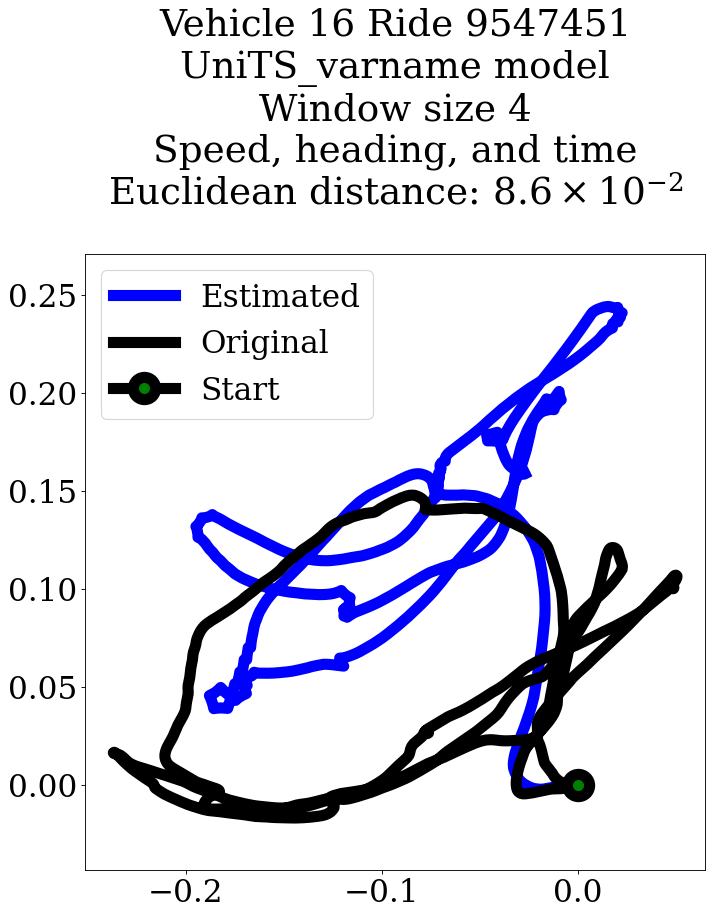 Vehicle 16 Ride 9547451
UniTS_varname model
Window size 4
Speed, heading, and time
Euclidean distance: 8.6 × 10⁻²
Estimated
Original
Start
0.25
0.20
0.15
0.10
0.05
0.00
−0.2
−0.1
0.0